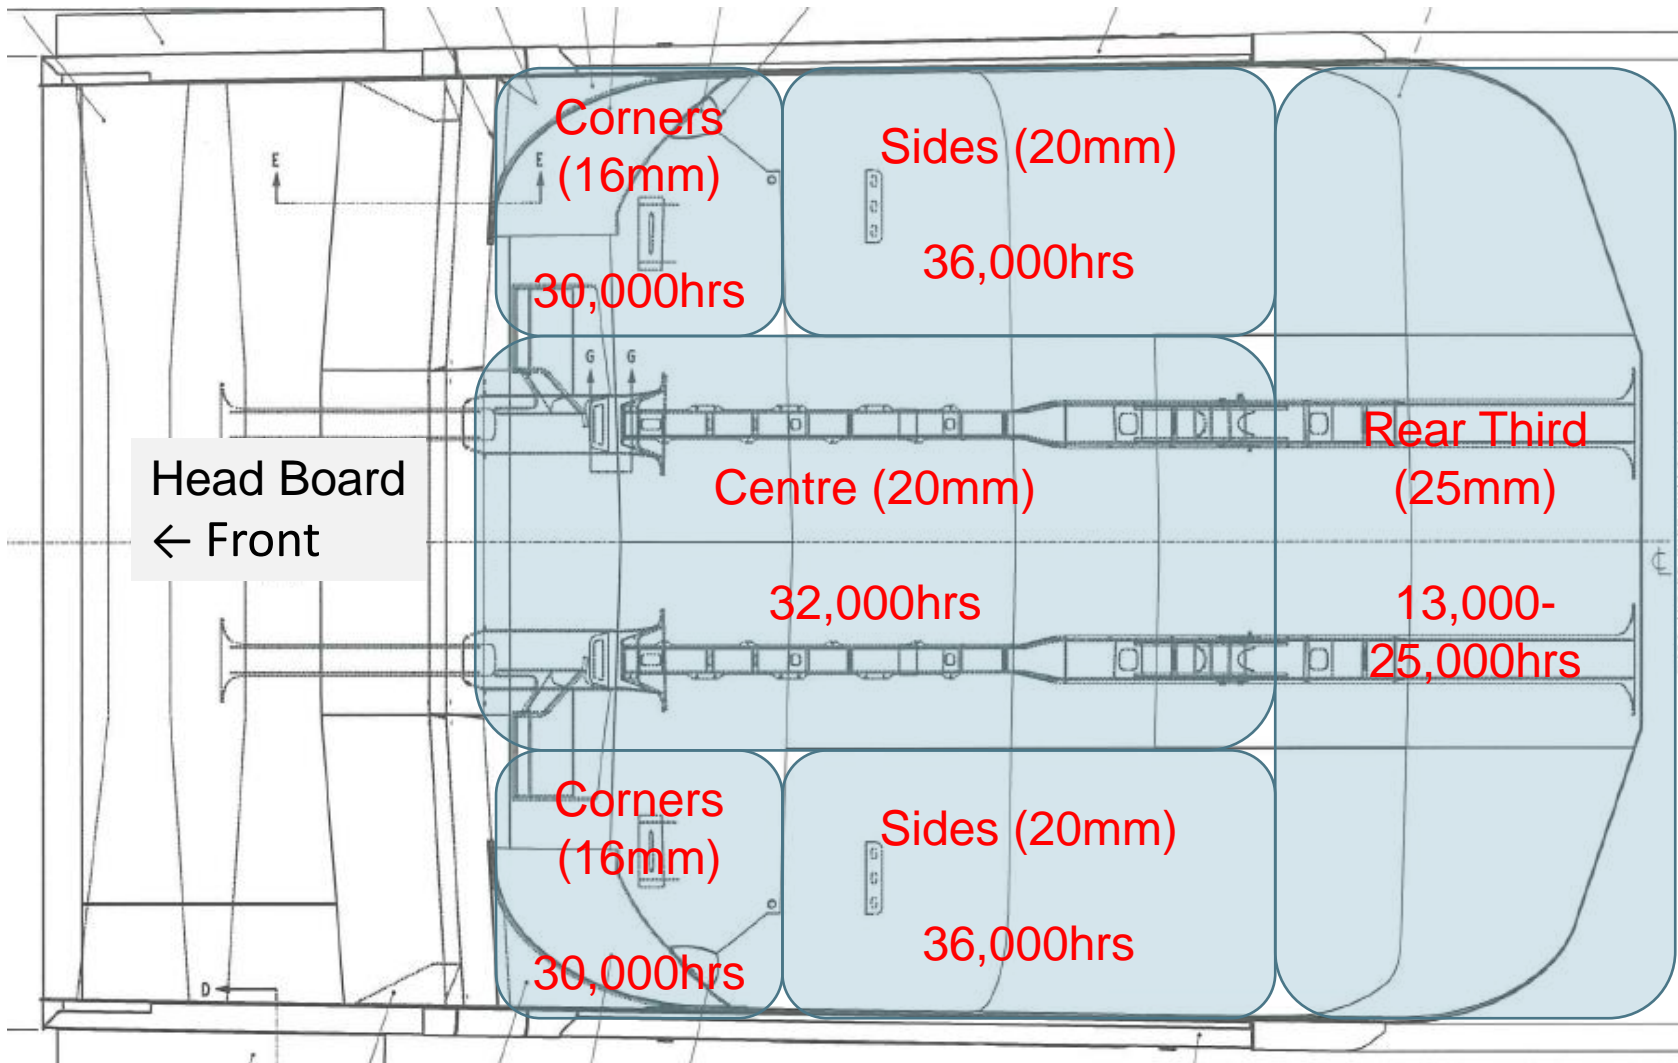 Corners
(16mm)
30,000hrs
Sides (20mm)
36,000hrs
E
E
G
G
Head Board
← Front
Centre (20mm)
32,000hrs
Rear Third
(25mm)
13,000-
25,000hrs
℄
Corners
(16mm)
30,000hrs
Sides (20mm)
36,000hrs
D